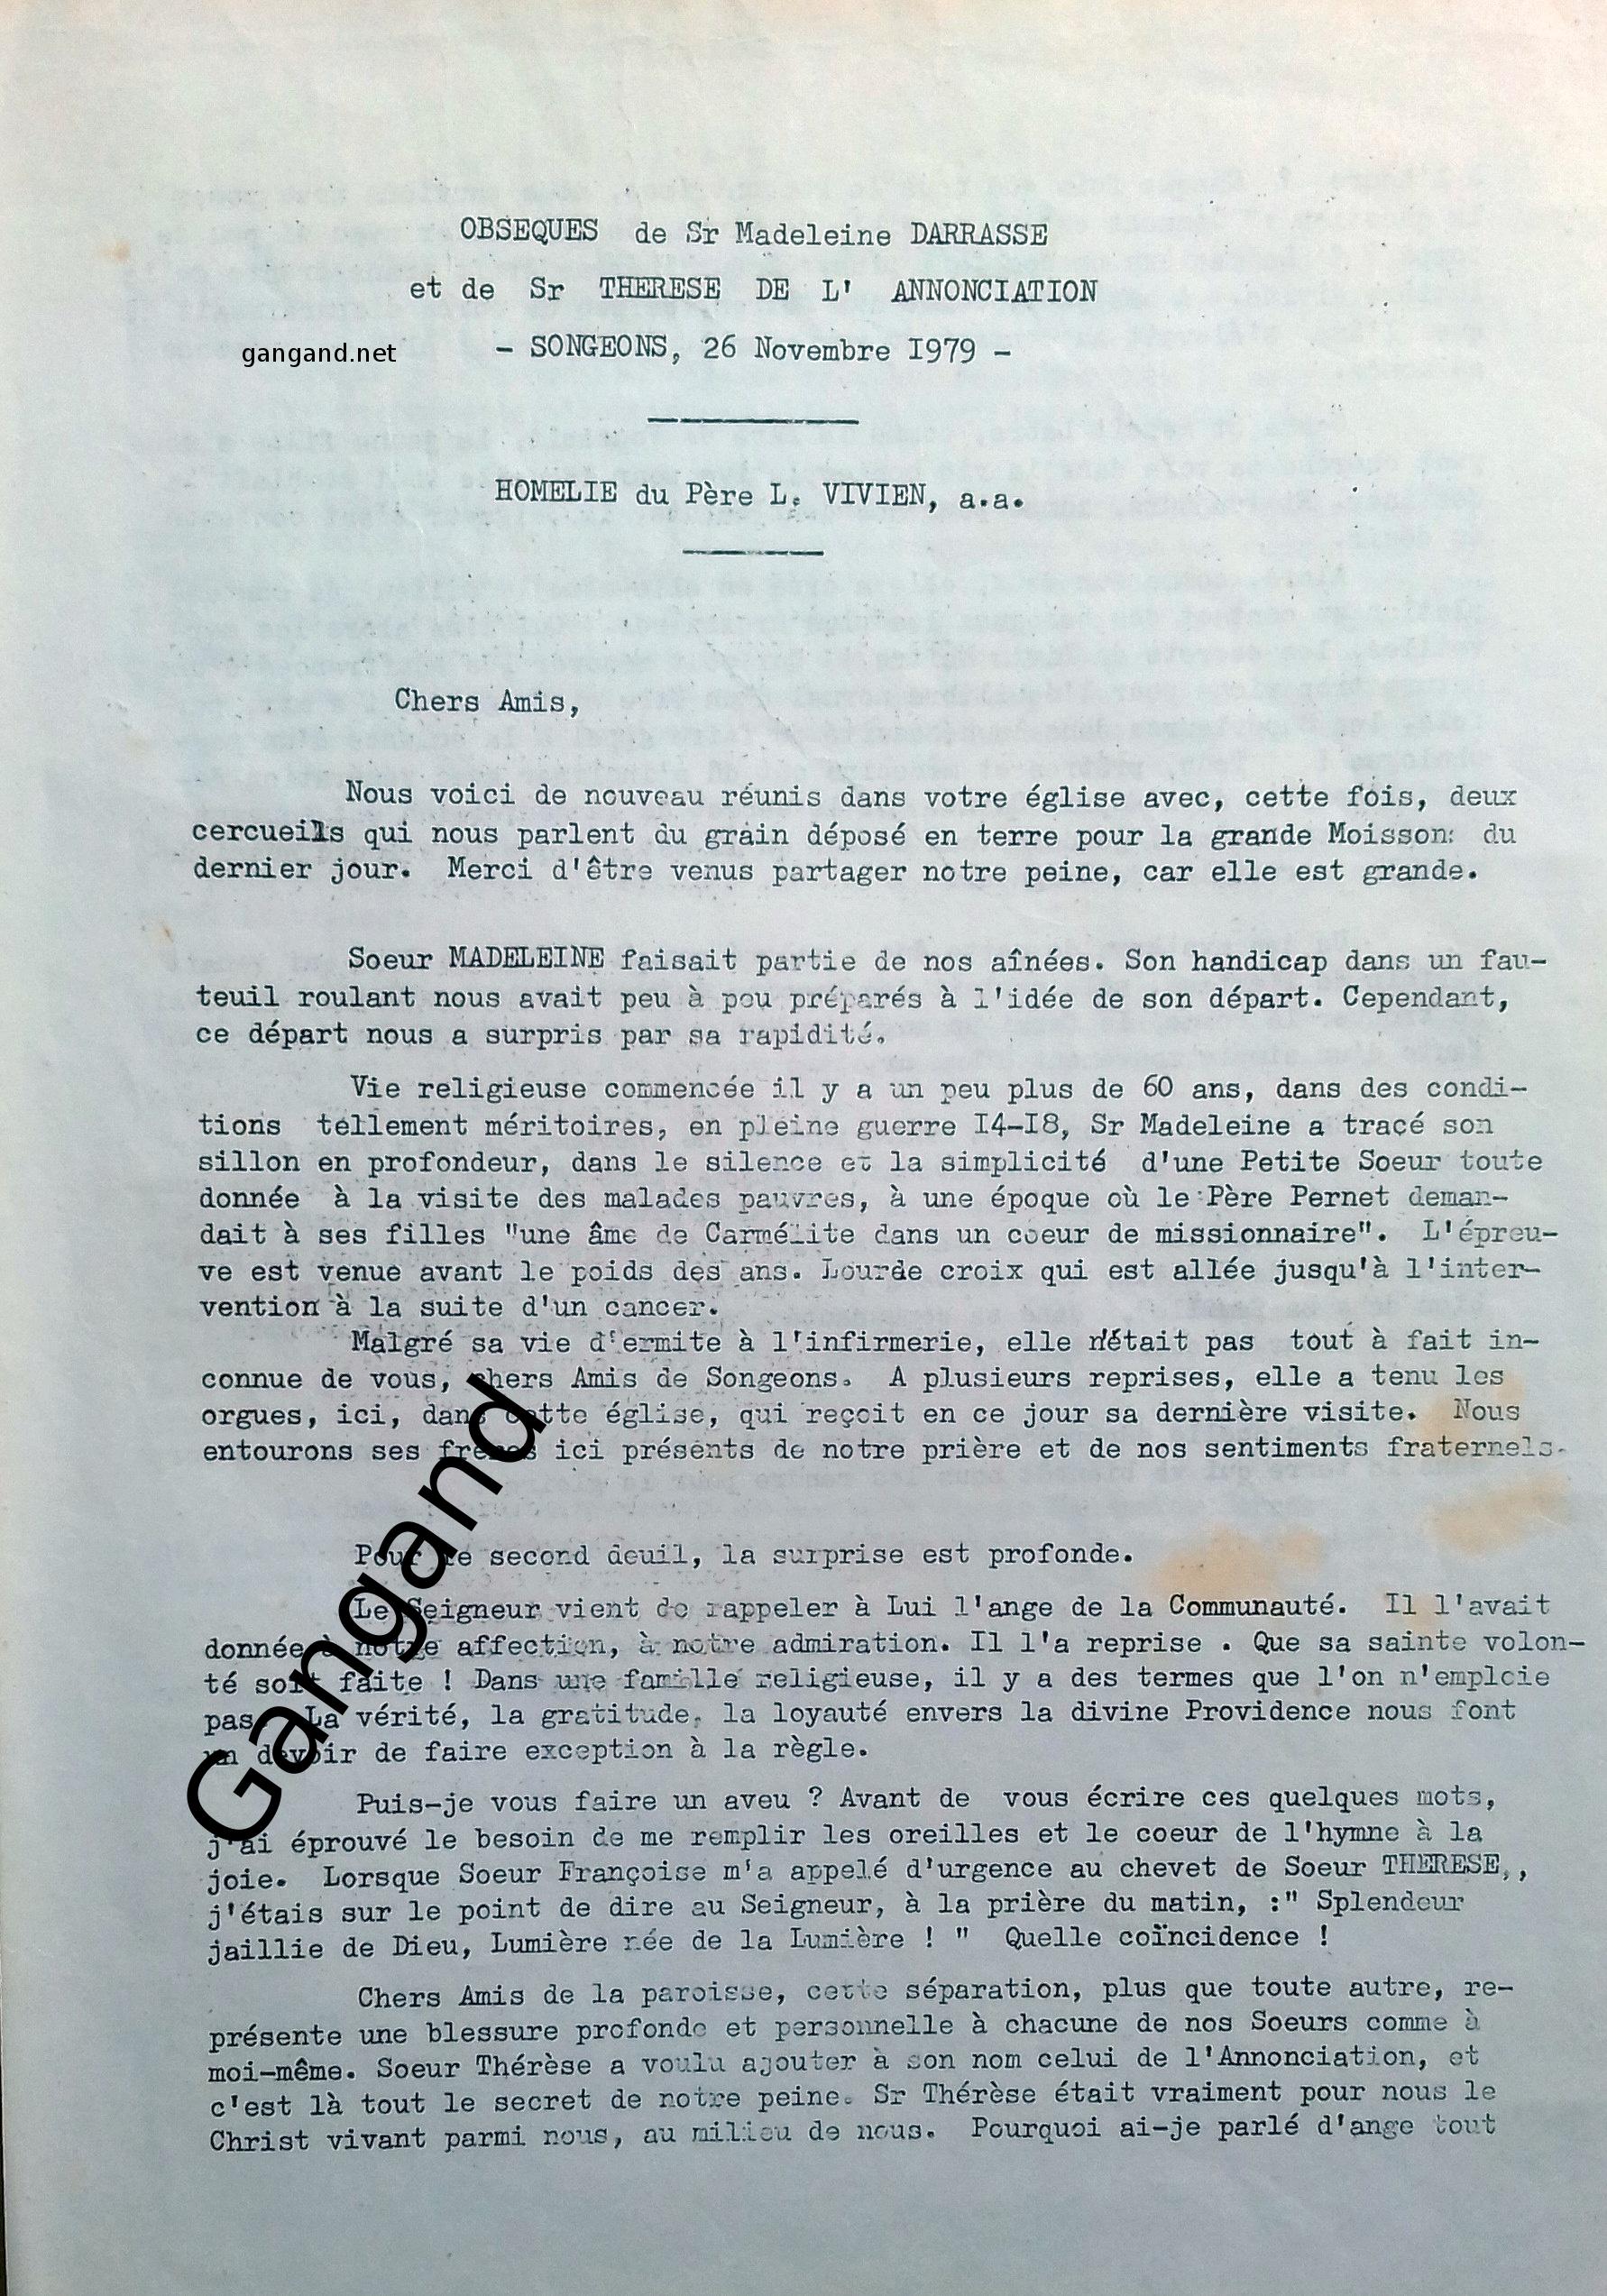 OBSEQUES de Sr Madeleine DARRASSE
et de Sr THERESE DE L' ANNONCIATION
gangand.net
- SONGEONS, 26 Novembre I979 -
HOMELIE du Père L. VIVIEN, a.a.
Chers Amis,
Nous voici de nouveau réunis dans votre église avec, cette fois, deux
cercueils qui nous parlent du grain déposé en terre pour la grande Moisson: du
dernier jour. Merci d'être venus partager notre peine, car elle est grande.
Soeur MADELEINE faisait partie de nos aînées. Son handicap dans un fau-
teuil roulant nous avait peu à peu préparés à l'idée de son départ. Cependant,
ce départ nous a surpris par sa rapidité.
Vie religieuse commencée il y a un peu plus de 60 ans, dans des condi-
tions tellement méritoires, en pleine guerre I4-I8, Sr Madeleine a tracé son
sillon en profondeur, dans le silence et la simplicité d'une Petite Soeur toute
donnée à la visite des malades pauvres, à une époque où le Père Pernet deman-
dait à ses filles "une âme de Carmélite dans un coeur de missionnaire". L'épreu-
ve est venue avant le poids des ans. Lourde croix qui est allée jusqu'à l'inter-
vention à la suite d'un cancer.
Malgré sa vie d'ermite à l'infirmerie, elle n'était pas tout à fait in-
connue de vous, chers Amis de Songeons. A plusieurs reprises, elle a tenu les
orgues, ici, dans cette église, qui reçoit en ce jour sa dernière visite. Nous
entourons ses frères ici présents de notre prière et de nos sentiments fraternels.
Pour le second deuil, la surprise est profonde.
Le Seigneur vient de rappeler à Lui l'ange de la Communauté. Il l'avait
donnée à notre affection, à notre admiration. Il l'a reprise . Que sa sainte volon-
té soit faite ! Dans une famille religieuse, il y a des termes que l'on n'emploie
pas. La vérité, la gratitude, la loyauté envers la divine Providence nous font
un devoir de faire exception à la règle.
Puis-je vous faire un aveu ? Avant de vous écrire ces quelques mots,
j'ai éprouvé le besoin de me remplir les oreilles et le coeur de l'hymne à la
joie. Lorsque Soeur Françoise m'a appelé d'urgence au chevet de Soeur THERESE,,
j'étais sur le point de dire au Seigneur, à la prière du matin, :" Splendeur
jaillie de Dieu, Lumière née de la Lumière ! " Quelle coïncidence !
Chers Amis de la paroisse, cette séparation, plus que toute autre, re-
présente une blessure profonde et personnelle à chacune de nos Soeurs comme à
moi-même. Soeur Thérèse a voulu ajouter à son nom celui de l'Annonciation, et
c'est là tout le secret de notre peine. Sr Thérèse était vraiment pour nous le
Christ vivant parmi nous, au milieu de nous. Pourquoi ai-je parlé d'ange tout
Gangand